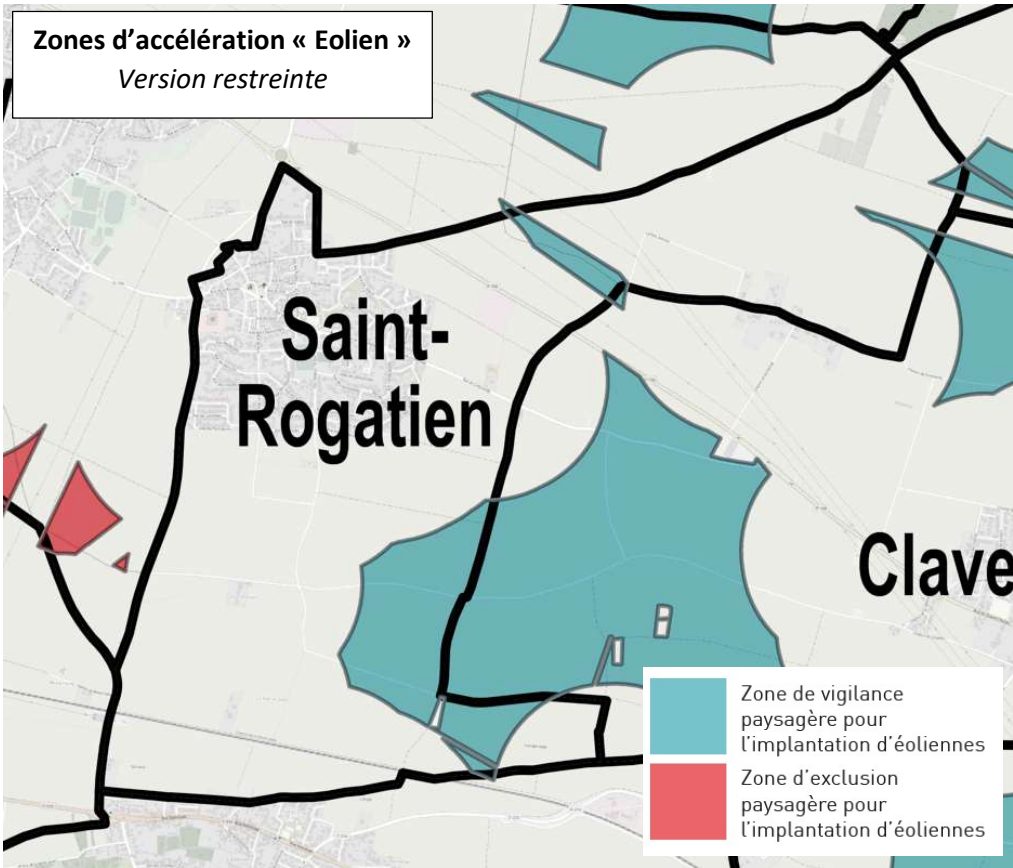 Zones d’accélération « Eolien »
Version restreinte
Saint-
Rogatien
Clave
Zone de vigilance
paysagère pour
l’implantation d’éoliennes
Zone d’exclusion
paysagère pour
l’implantation d’éoliennes